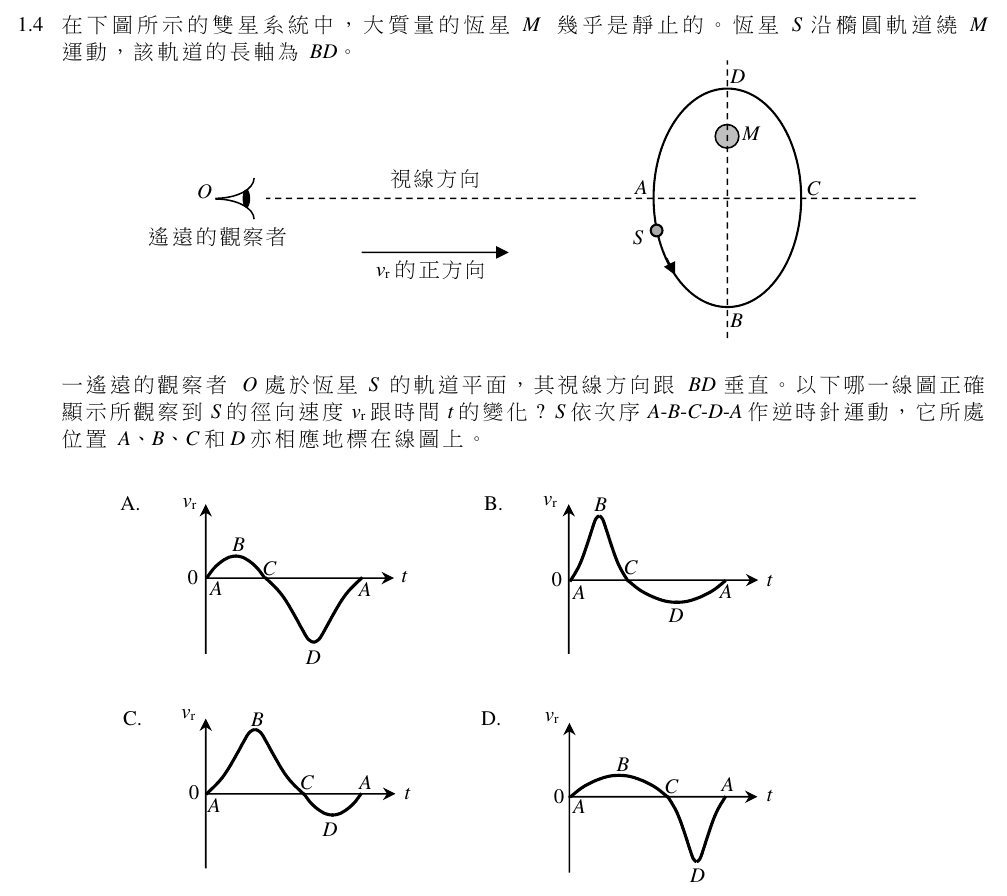 1.4 在下圖所示的雙星系統中，大質量的恆星 M 幾乎是靜止的。恆星 S 沿橢圓軌道繞 M
運動，該軌道的長軸為 BD。
D
M
視線方向
O
A
C
遙遠的觀察者
S
vr 的正方向
B
一遙遠的觀察者 O 處於恆星 S 的軌道平面，其視線方向跟 BD 垂直。以下哪一線圖正確
顯示所觀察到 S 的徑向速度 vr 跟時間 t 的變化？S 依次序 A-B-C-D-A 作逆時針運動，它所處
位置 A、B、C 和 D 亦相應地標在線圖上。
A.
vr
B
0
A
C
A
t
D
B.
vr
B
0
A
C
A
t
D
C.
vr
B
0
A
C
A
t
D
D.
vr
B
0
A
C
A
t
D